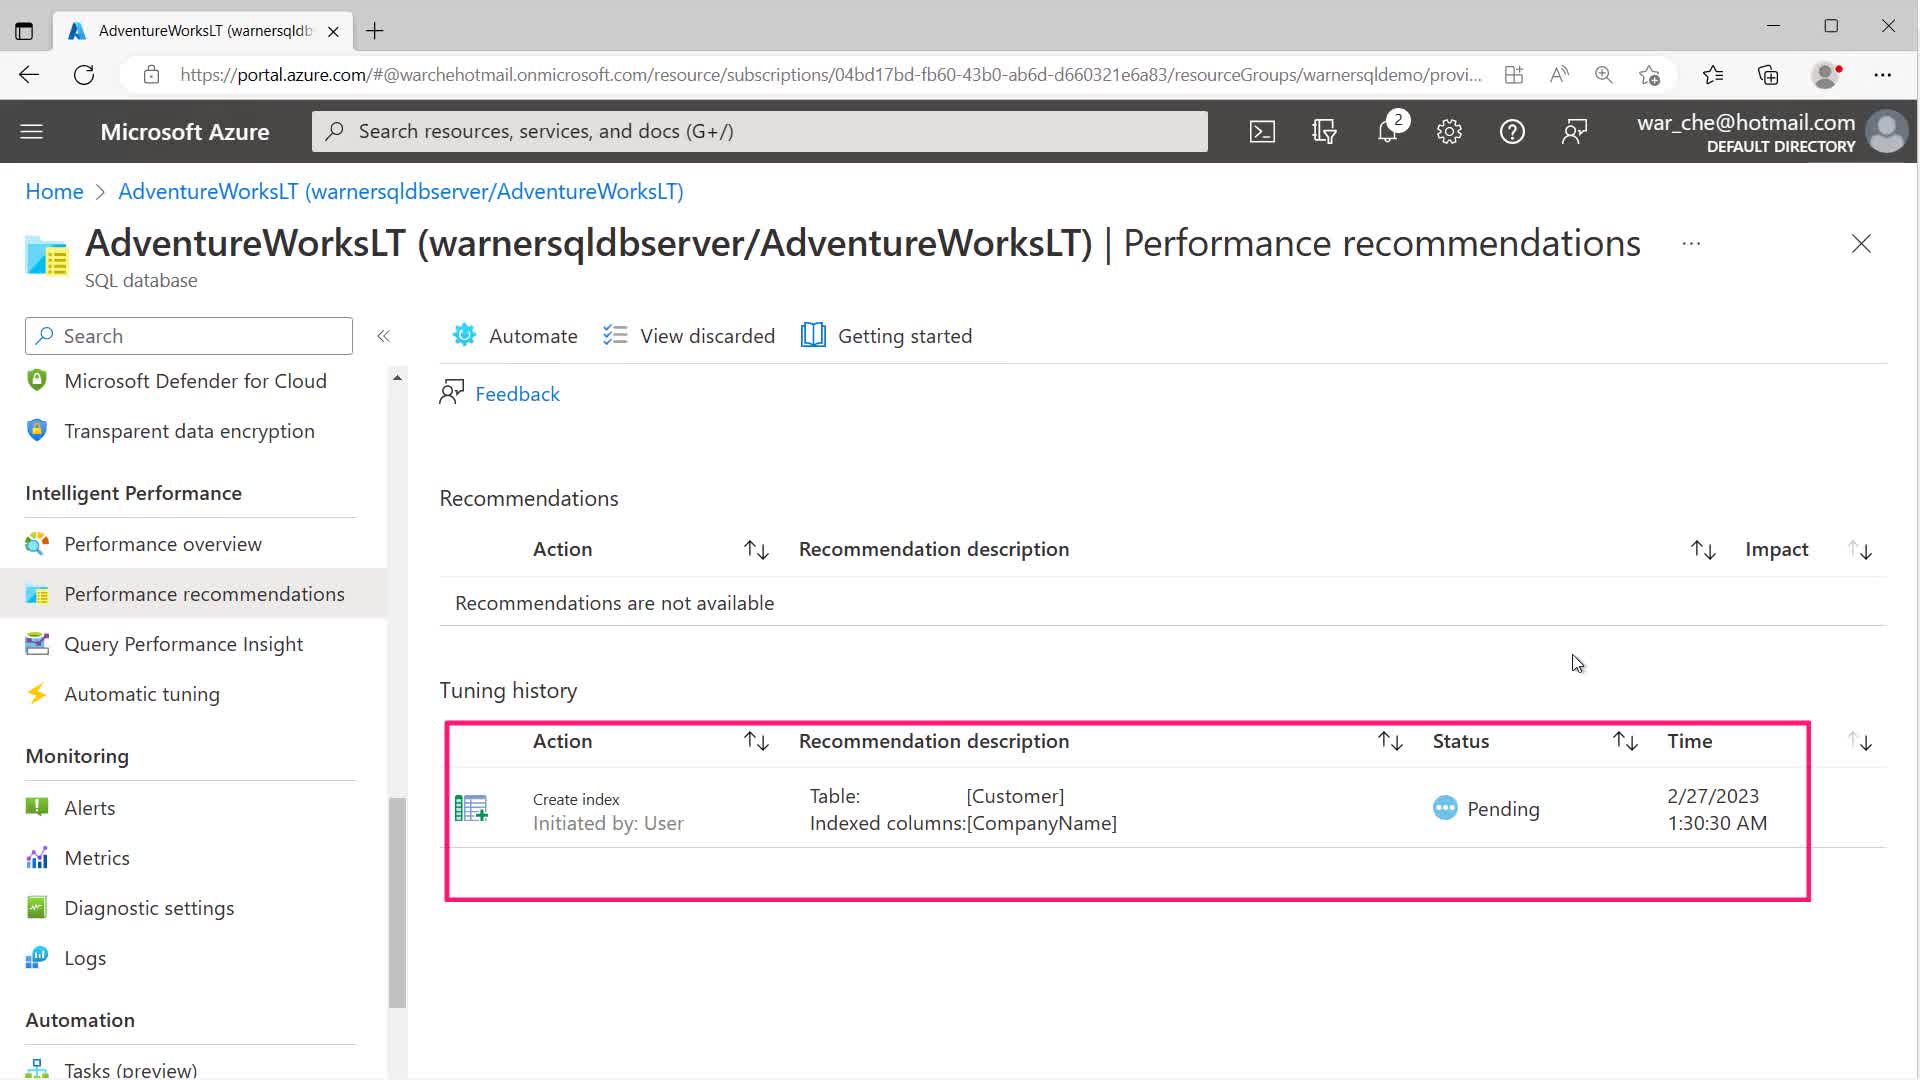 AdventureWorksLT (warnersqldb
https://portal.azure.com/#@warchehotmail.onmicrosoft.com/resource/subscriptions/04bd17bd-fb60-43b0-ab6d-d660321e6a83/resourceGroups/warnersqldemo/provi...
Microsoft Azure
Search resources, services, and docs (G+/)
2
war_che@hotmail.com
DEFAULT DIRECTORY
Home > AdventureWorksLT (warnersqldbserver/AdventureWorksLT)
AdventureWorksLT (warnersqldbserver/AdventureWorksLT) | Performance recommendations
SQL database
Search
Automate
View discarded
Getting started
Feedback
Microsoft Defender for Cloud
Transparent data encryption
Intelligent Performance
Performance overview
Performance recommendations
Query Performance Insight
Automatic tuning
Monitoring
Alerts
Metrics
Diagnostic settings
Logs
Automation
Tasks (preview)
Recommendations
Action Recommendation description Impact
Recommendations are not available
Tuning history
Action Recommendation description Status Time
Create index
Initiated by: User
Table: [Customer]
Indexed columns:[CompanyName]
Pending
2/27/2023
1:30:30 AM